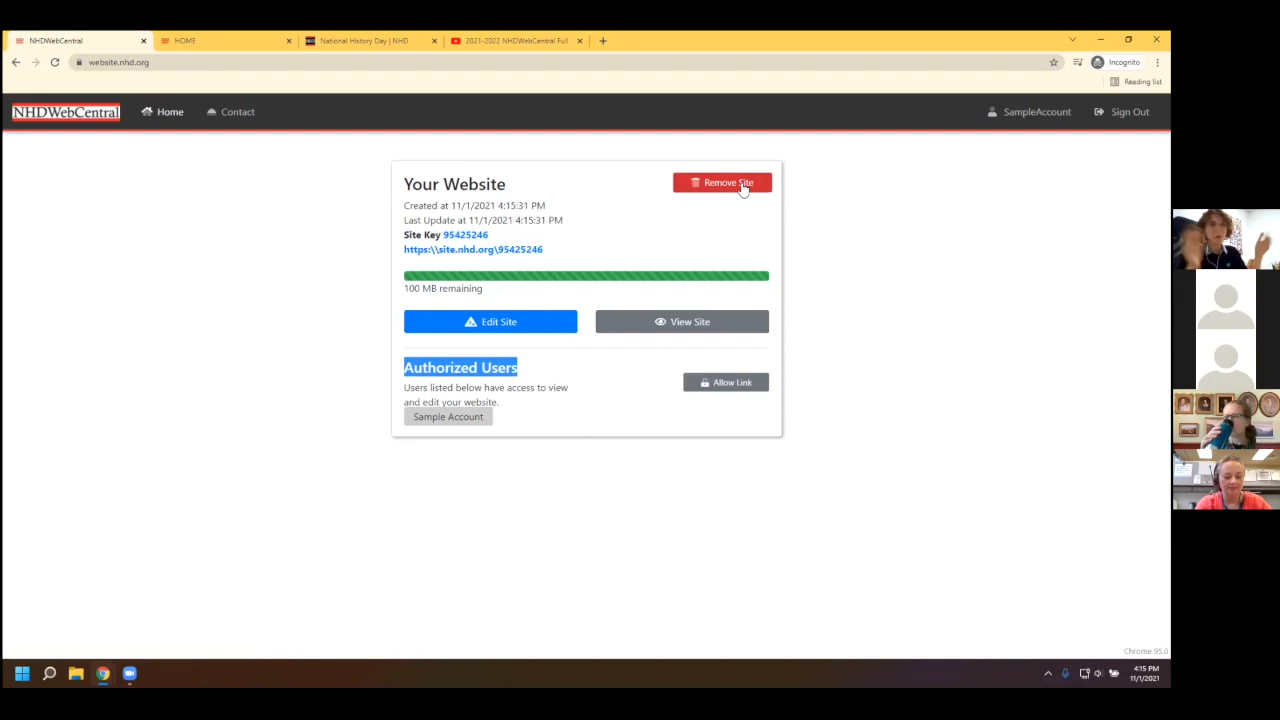 NHDWebCentral
HOME
National History Day | NHD
2021-2022 NHDWebCentral Full
website.nhd.org
Incognito
Reading list
NHDWebCentral
Home
Contact
SampleAccount
Sign Out
Your Website
Remove Site
Created at 11/1/2021 4:15:31 PM
Last Update at 11/1/2021 4:15:31 PM
Site Key 95425246
https:\\site.nhd.org\95425246
100 MB remaining
Edit Site
View Site
Authorized Users
Allow Link
Users listed below have access to view
and edit your website.
Sample Account
Chrome 95.0
4:15 PM
11/1/2021